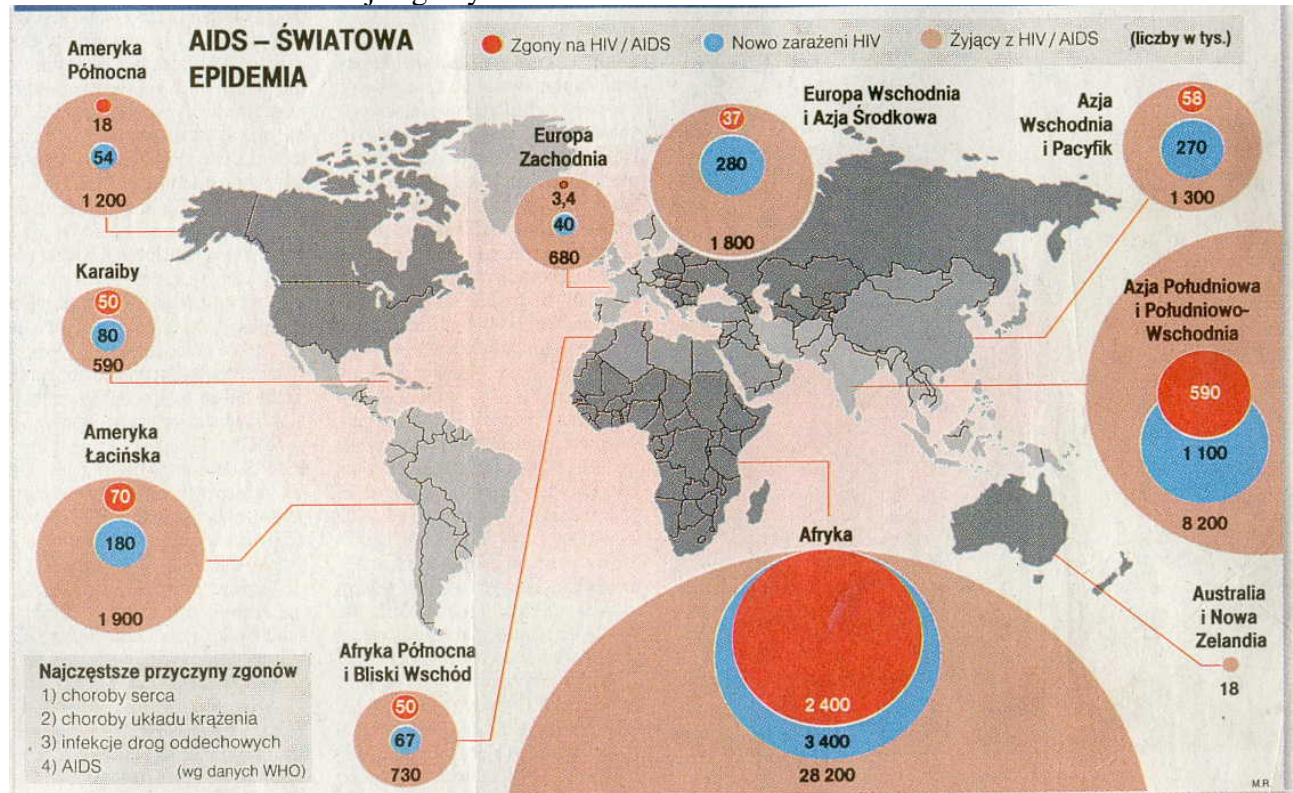 AIDS – ŚWIATOWA
EPIDEMIA
Zgony na HIV / AIDS
Nowo zarażeni HIV
Żyjący z HIV / AIDS
(liczby w tys.)
Ameryka
Północna
18
54
1 200
Karaiby
50
80
590
Ameryka
Łacińska
70
180
1 900
Europa
Zachodnia
3,4
40
680
Europa Wschodnia
i Azja Środkowa
37
280
1 800
Azja
Wschodnia
i Pacyfik
58
270
1 300
Azja Południowa
i Południowo-
Wschodnia
590
1 100
8 200
Afryka
2 400
3 400
28 200
Australia
i Nowa
Zelandia
18
Afryka Północna
i Bliski Wschód
50
67
730
Najczęstsze przyczyny zgonów
1) choroby serca
2) choroby układu krążenia
3) infekcje drog oddechowych
4) AIDS (wg danych WHO)
M.R.